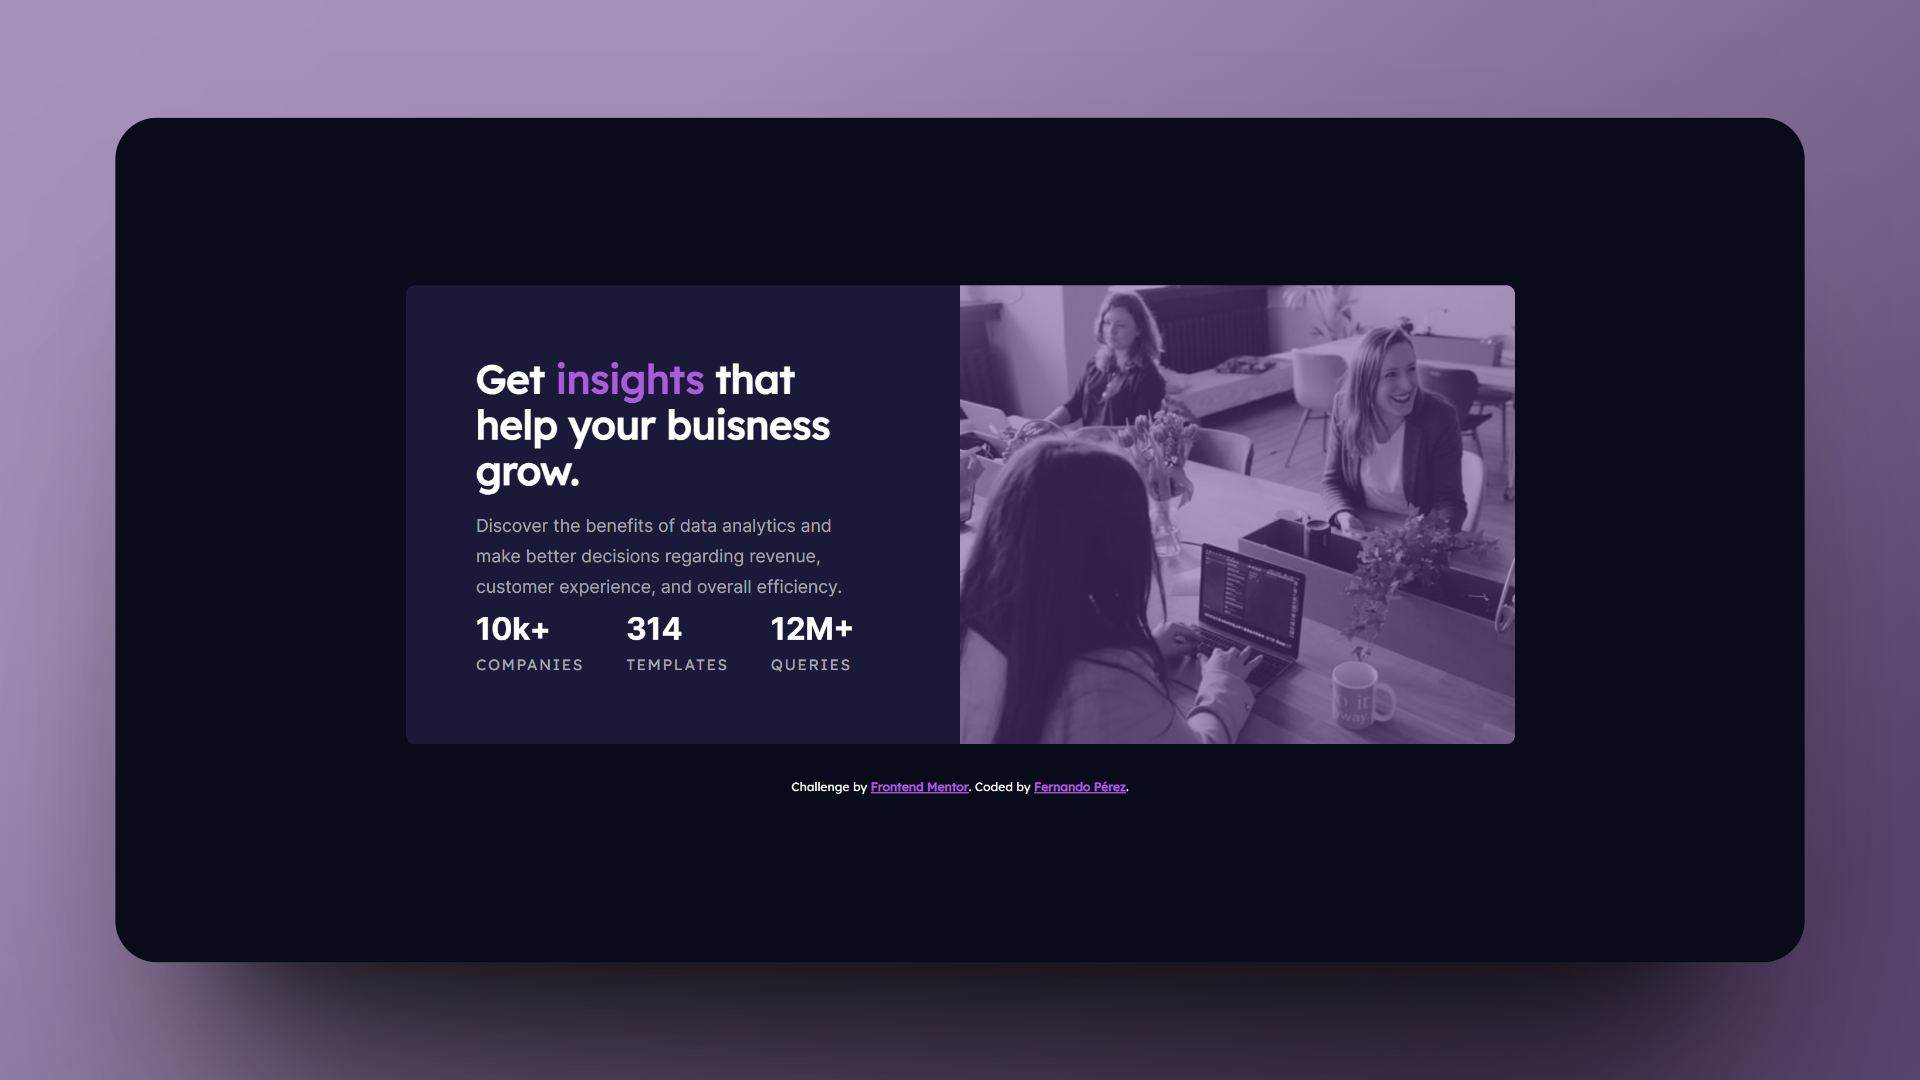 Get insights that
help your buisness
grow.
Discover the benefits of data analytics and
make better decisions regarding revenue,
customer experience, and overall efficiency.
10k+ 314 12M+
COMPANIES TEMPLATES QUERIES
it
way.
Challenge by Frontend Mentor. Coded by Fernando Pérez.